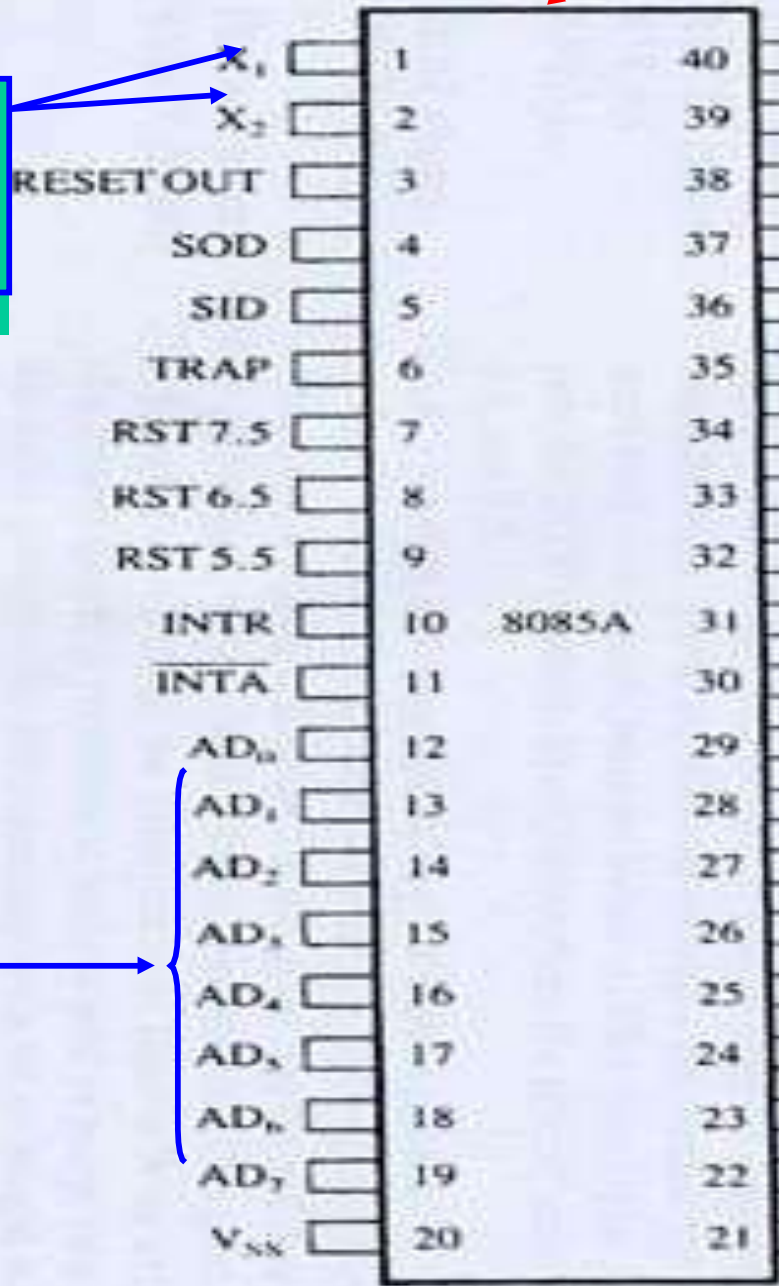 X₁ 1 40
X₂ 2 39
RESET OUT 3 38
SOD 4 37
SID 5 36
TRAP 6 35
RST 7.5 7 34
RST 6.5 8 33
RST 5.5 9 32
INTR 10 8085A 31
I̅N̅T̅A̅ 11 30
AD₀ 12 29
AD₁ 13 28
AD₂ 14 27
AD₃ 15 26
AD₄ 16 25
AD₅ 17 24
AD₆ 18 23
AD₇ 19 22
Vss 20 21